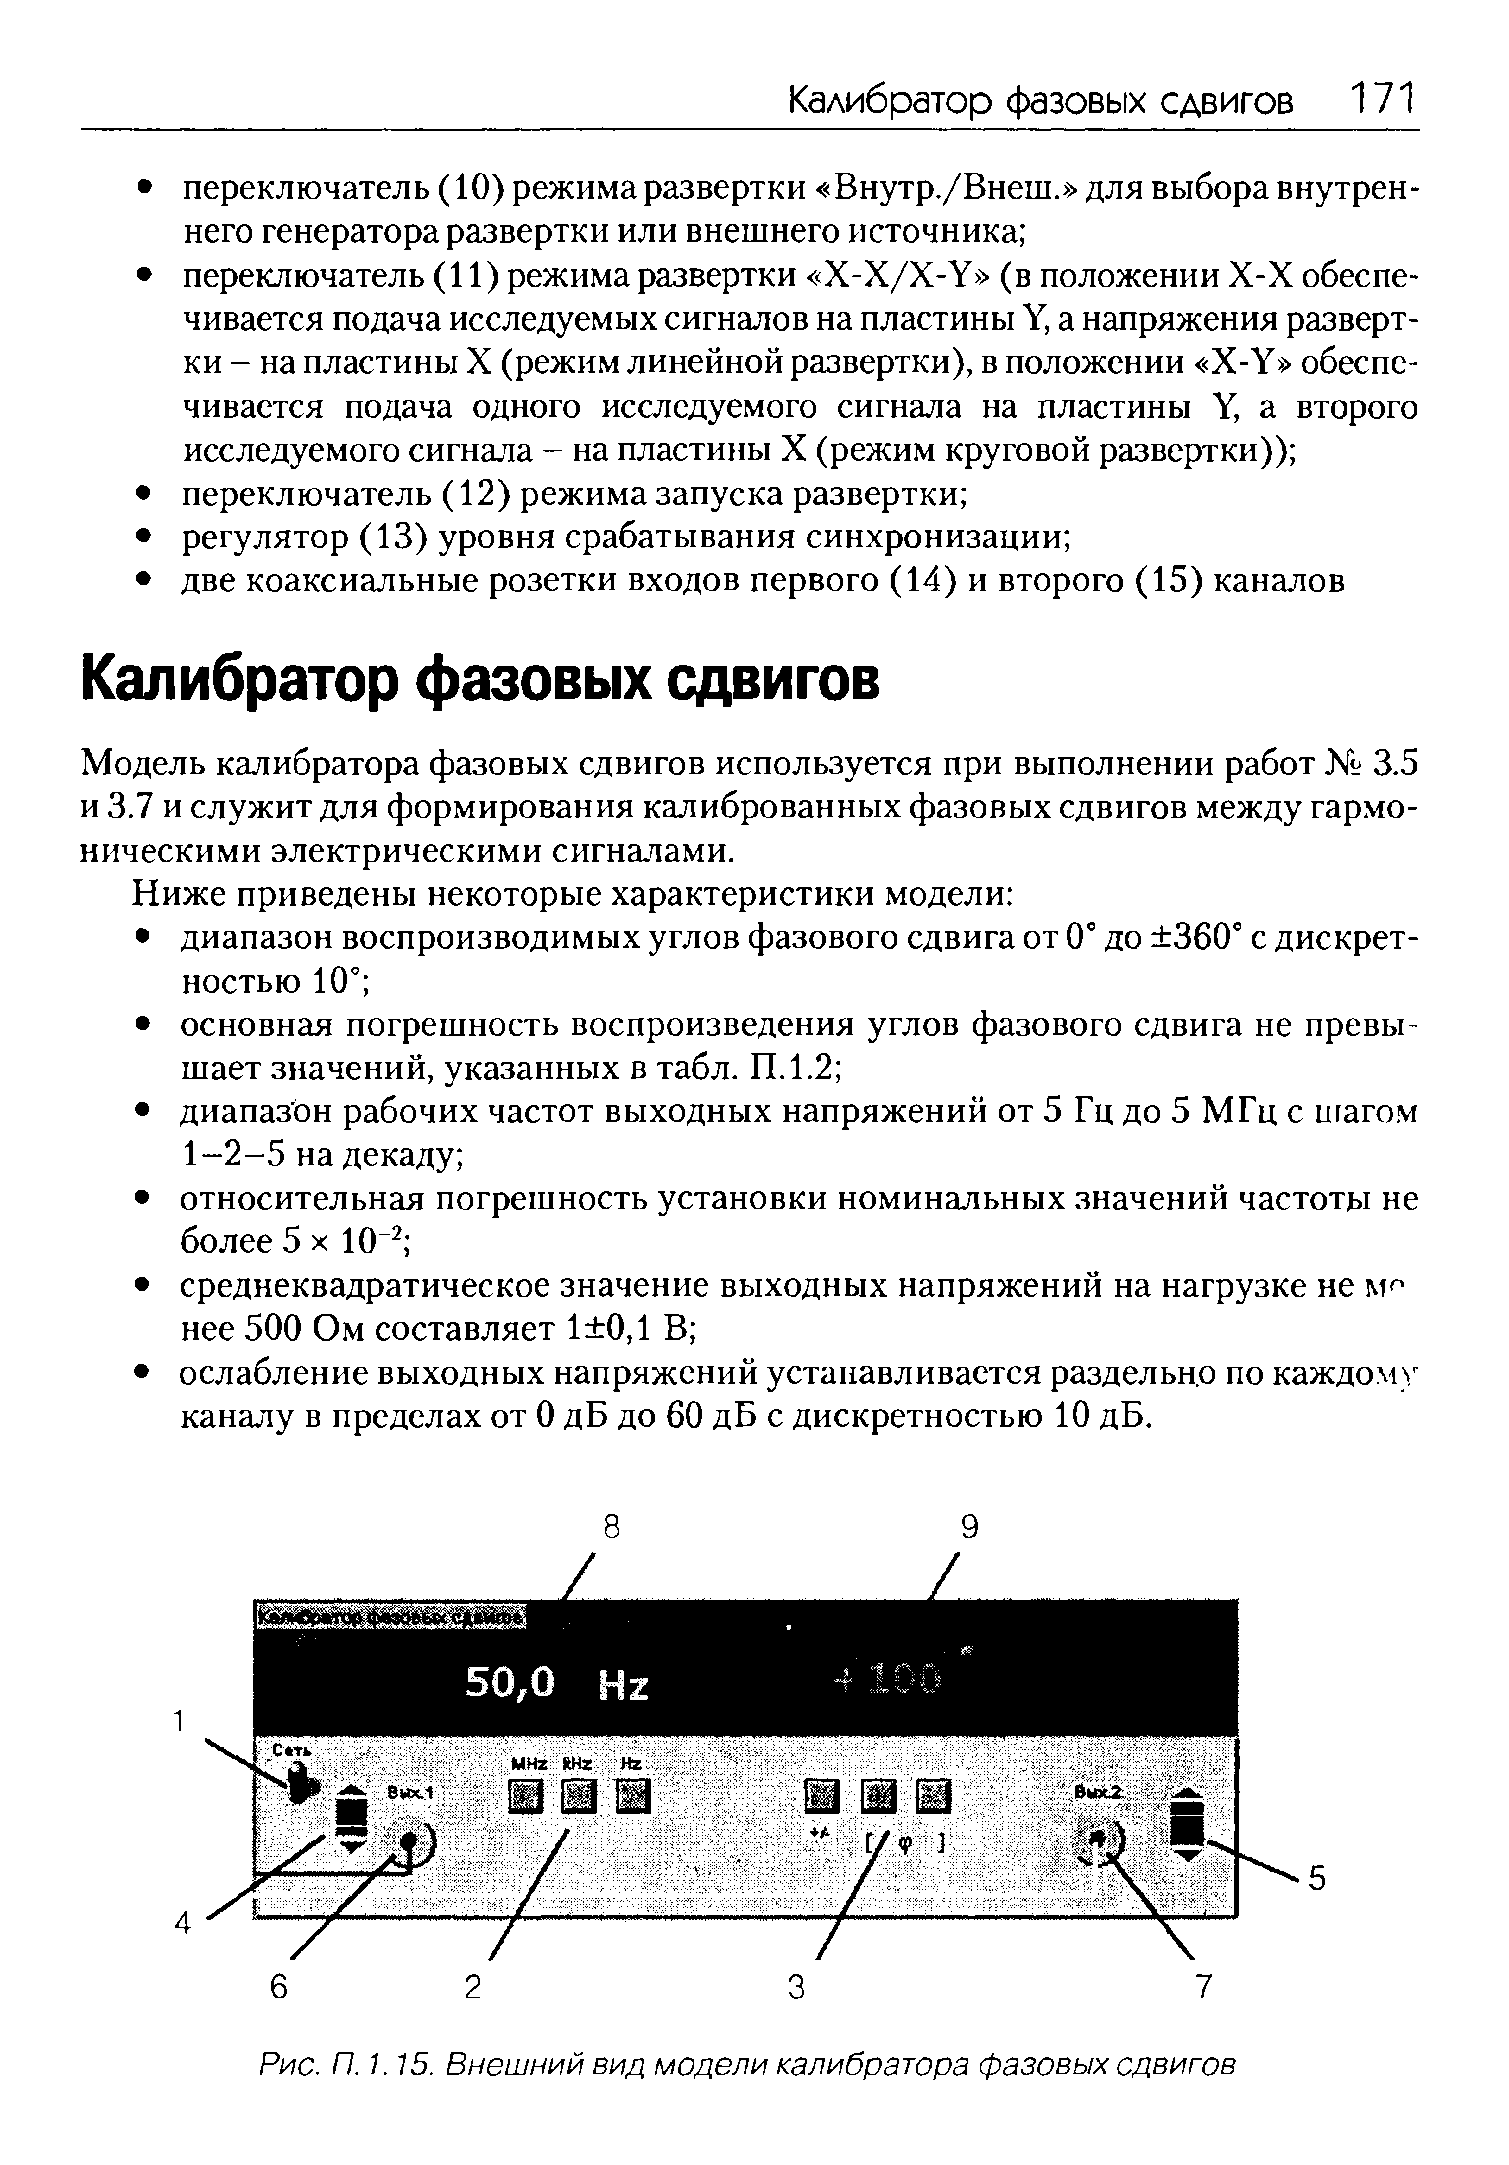 Калибратор фазовых сдвигов 171
• переключатель (10) режима развертки «Внутр./Внеш.» для выбора внутрен-
него генератора развертки или внешнего источника;
• переключатель (11) режима развертки «X-X/X-Y» (в положении X-X обеспе-
чивается подача исследуемых сигналов на пластины Y, а напряжения разверт-
ки – на пластины X (режим линейной развертки), в положении «X-Y» обеспе-
чивается подача одного исследуемого сигнала на пластины Y, а второго
исследуемого сигнала – на пластины X (режим круговой развертки));
• переключатель (12) режима запуска развертки;
• регулятор (13) уровня срабатывания синхронизации;
• две коаксиальные розетки входов первого (14) и второго (15) каналов
Калибратор фазовых сдвигов
Модель калибратора фазовых сдвигов используется при выполнении работ № 3.5
и 3.7 и служит для формирования калиброванных фазовых сдвигов между гармо-
ническими электрическими сигналами.
Ниже приведены некоторые характеристики модели:
• диапазон воспроизводимых углов фазового сдвига от 0° до ±360° с дискрет-
ностью 10°;
• основная погрешность воспроизведения углов фазового сдвига не превы-
шает значений, указанных в табл. П.1.2;
• диапазон рабочих частот выходных напряжений от 5 Гц до 5 МГц с шагом
1–2–5 на декаду;
• относительная погрешность установки номинальных значений частоты не
более 5 × 10⁻²;
• среднеквадратическое значение выходных напряжений на нагрузке не ме
нее 500 Ом составляет 1±0,1 В;
• ослабление выходных напряжений устанавливается раздельно по каждому
каналу в пределах от 0 дБ до 60 дБ с дискретностью 10 дБ.
8 9
Калибратор фазовых сдвигов
50,0 Hz +100°
1
Сеть
MHz kHz Hz
Вых.1 Вых.2
+/- [ φ ]
5
4
6 2 3 7
Рис. П.1.15. Внешний вид модели калибратора фазовых сдвигов